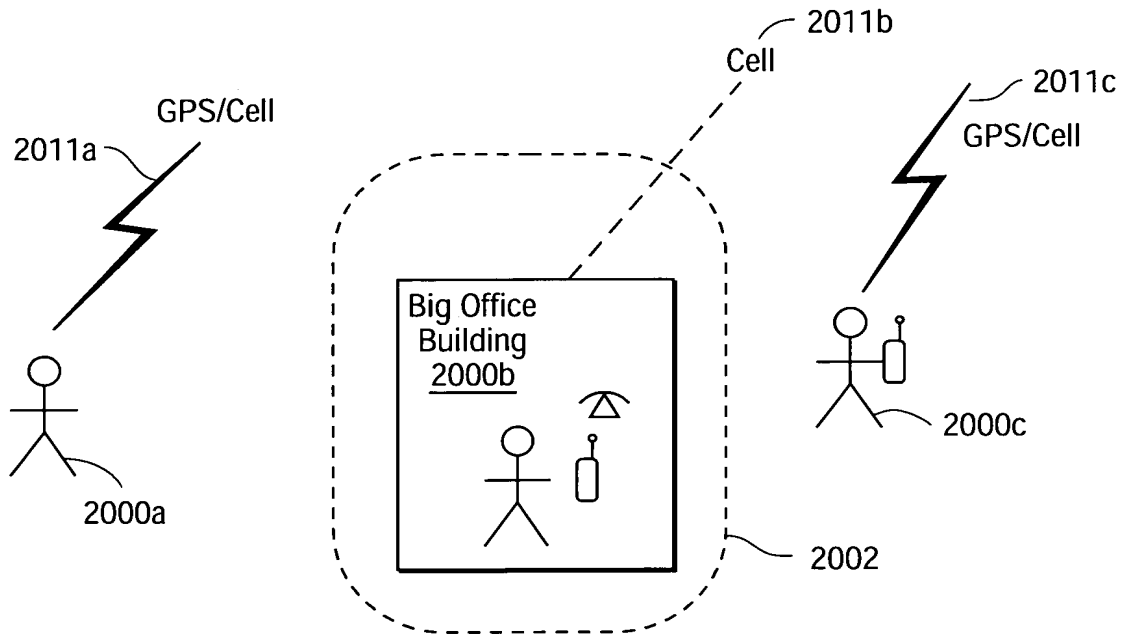 2011b
Cell
2011c
GPS/Cell
GPS/Cell
2011a
Big Office
Building
2000b
2000c
2000a
2002